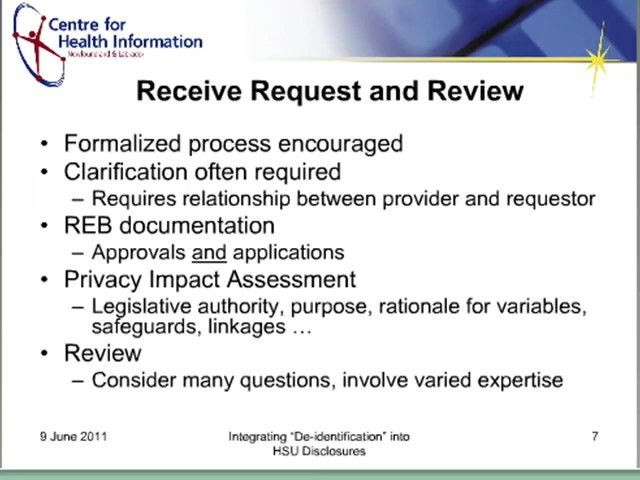 Centre for
Health Information
Newfoundland & Labrador
Receive Request and Review
• Formalized process encouraged
• Clarification often required
– Requires relationship between provider and requestor
• REB documentation
– Approvals and applications
• Privacy Impact Assessment
– Legislative authority, purpose, rationale for variables,
safeguards, linkages …
• Review
– Consider many questions, involve varied expertise
9 June 2011
Integrating "De-identification" into
HSU Disclosures
7